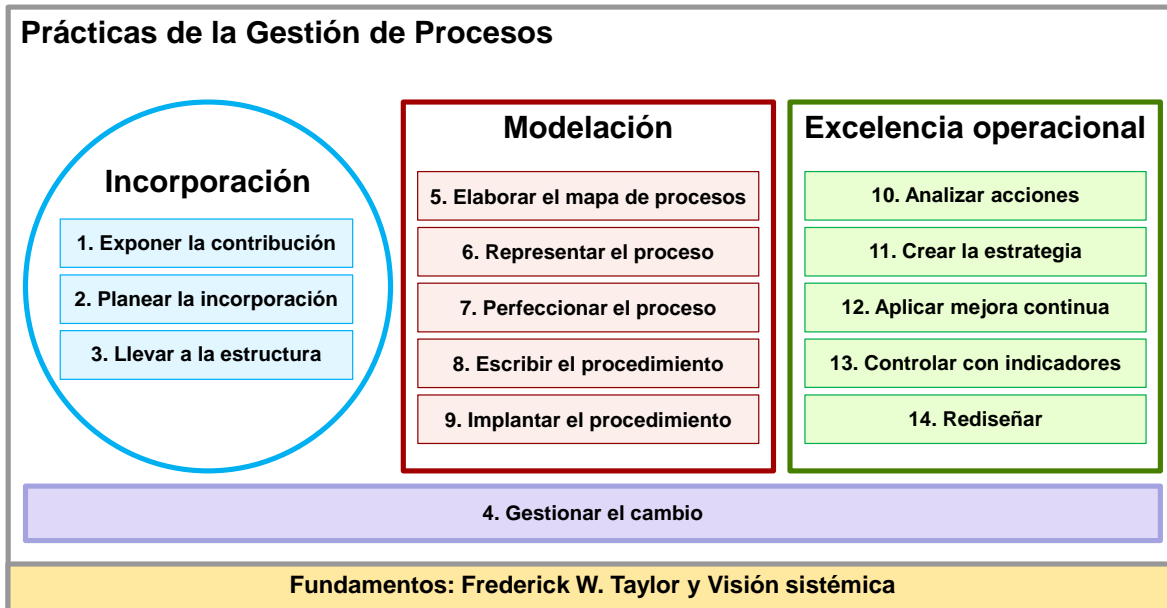 Prácticas de la Gestión de Procesos
Incorporación
1. Exponer la contribución
2. Planear la incorporación
3. Llevar a la estructura
Modelación
5. Elaborar el mapa de procesos
6. Representar el proceso
7. Perfeccionar el proceso
8. Escribir el procedimiento
9. Implantar el procedimiento
Excelencia operacional
10. Analizar acciones
11. Crear la estrategia
12. Aplicar mejora continua
13. Controlar con indicadores
14. Rediseñar
4. Gestionar el cambio
Fundamentos: Frederick W. Taylor y Visión sistémica